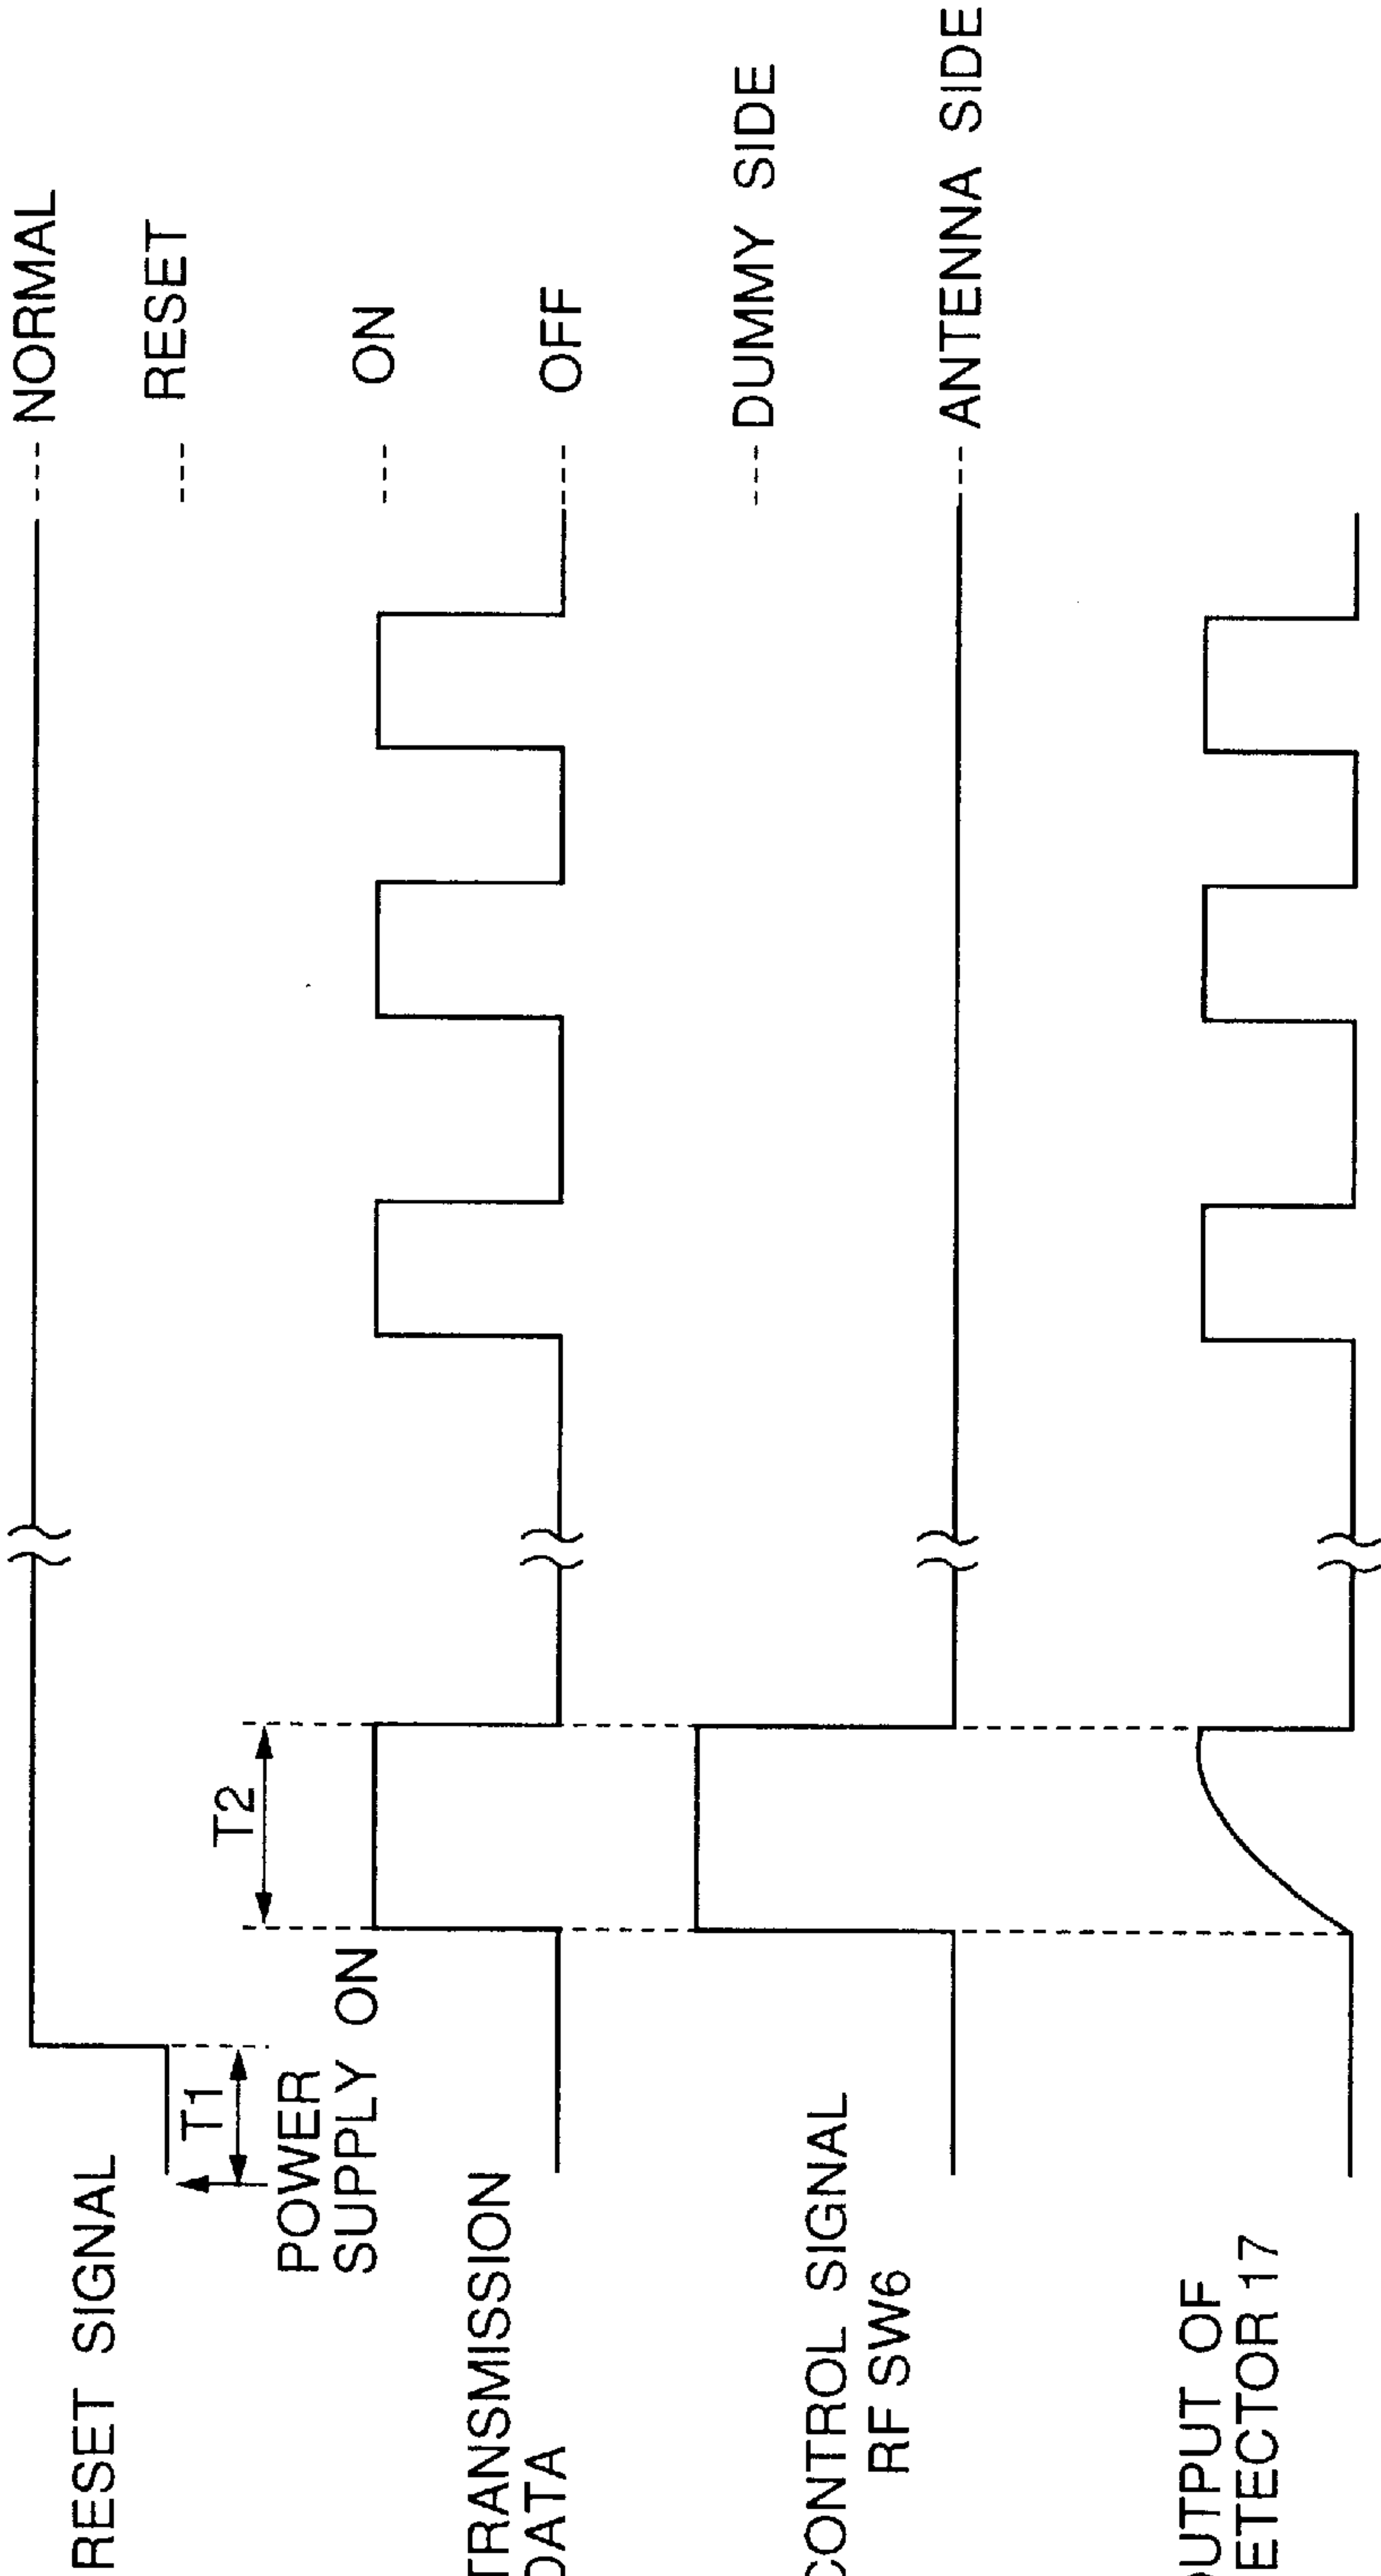 RESET SIGNAL
NORMAL
RESET
T1
T2
POWER
SUPPLY ON
TRANSMISSION
DATA
ON
OFF
CONTROL SIGNAL
RF SW6
DUMMY SIDE
ANTENNA SIDE
OUTPUT OF
ETECTOR 17